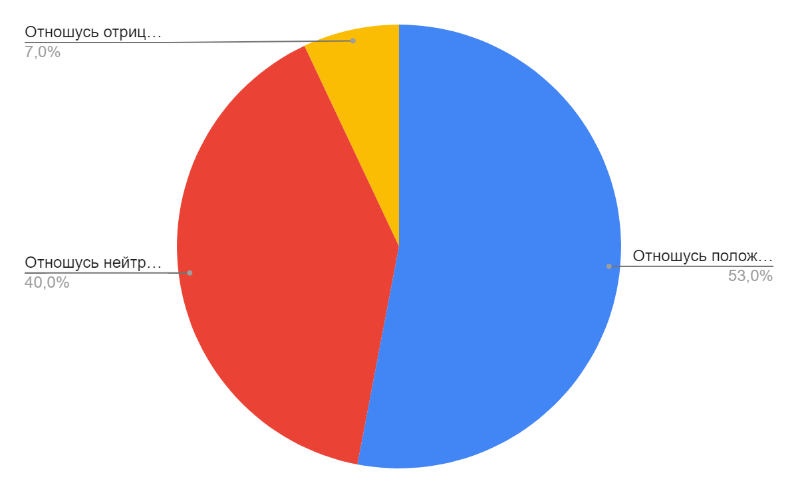 Отношусь отриц…
7,0%
Отношусь нейтр…
40,0%
Отношусь полож…
53,0%